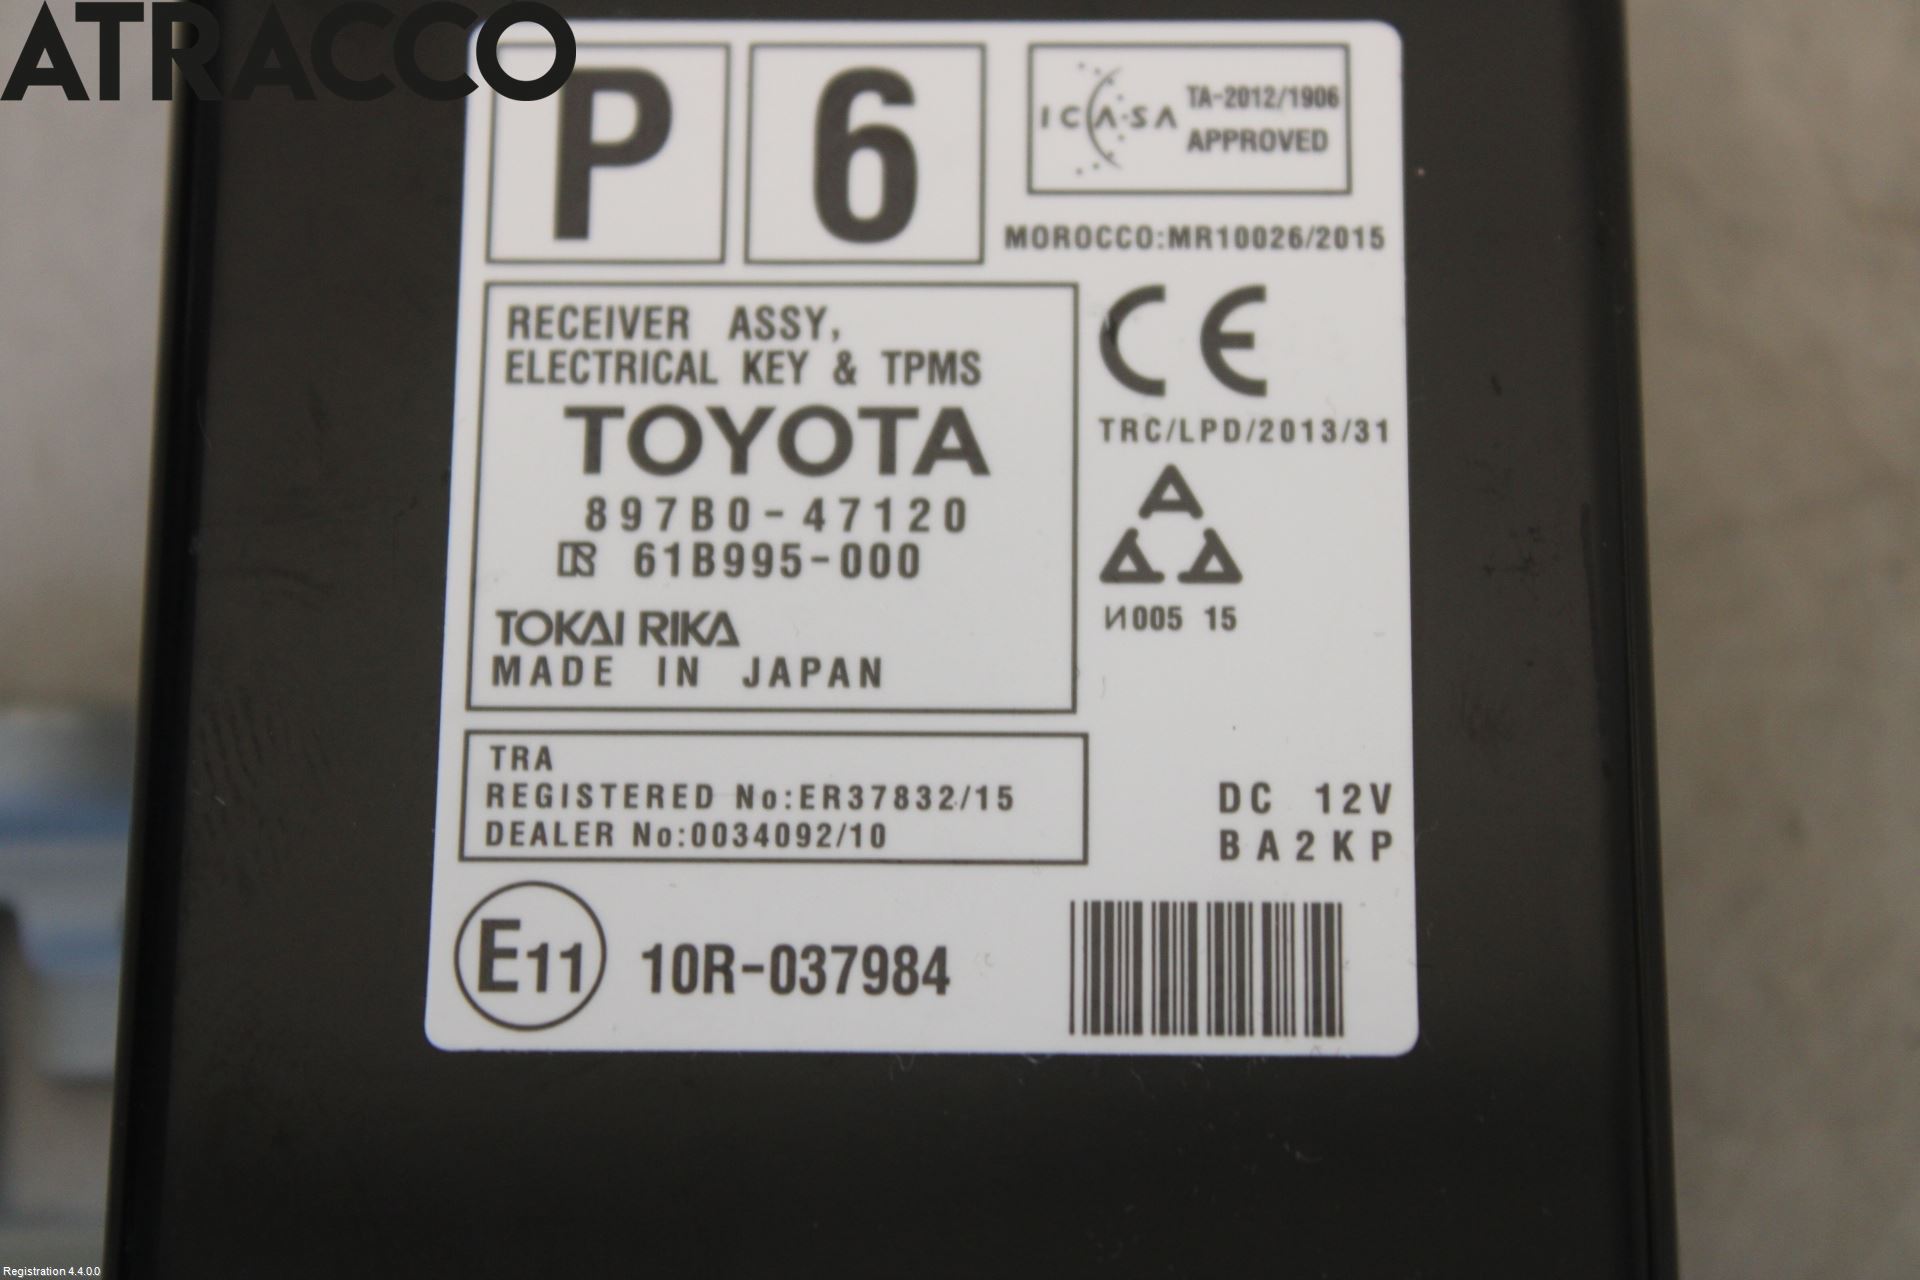 ATRACCO
P 6
ICASA TA-2012/1906
APPROVED
MOROCCO:MR10026/2015
RECEIVER ASSY,
ELECTRICAL KEY & TPMS
TOYOTA
897B0-47120
61B995-000
TOKAI RIKA
MADE IN JAPAN
CE
TRC/LPD/2013/31
A
И005 15
TRA
REGISTERED No:ER37832/15
DEALER No:0034092/10
DC 12V
BA2KP
E11 10R-037984
Registration 4.4.0.0